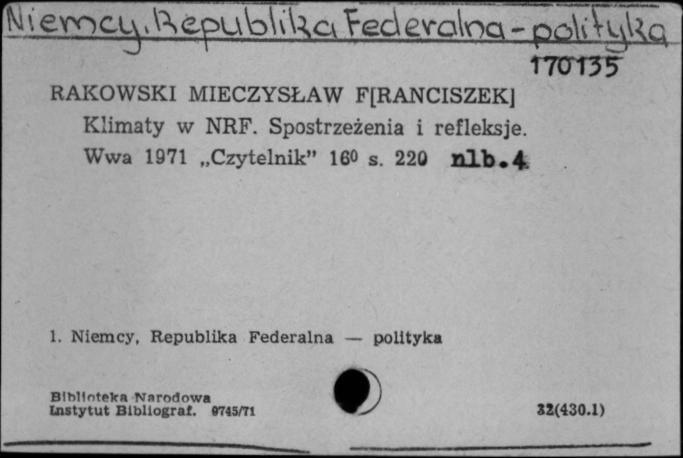 Niemcy. Republika Federalna - polityka
170135
RAKOWSKI MIECZYSŁAW F[RANCISZEK]
Klimaty w NRF. Spostrzeżenia i refleksje.
Wwa 1971 „Czytelnik” 16⁰ s. 220 nlb.4
1. Niemcy, Republika Federalna — polityka
Biblioteka Narodowa
Instytut Bibliograf. 9745/71
32(430.1)